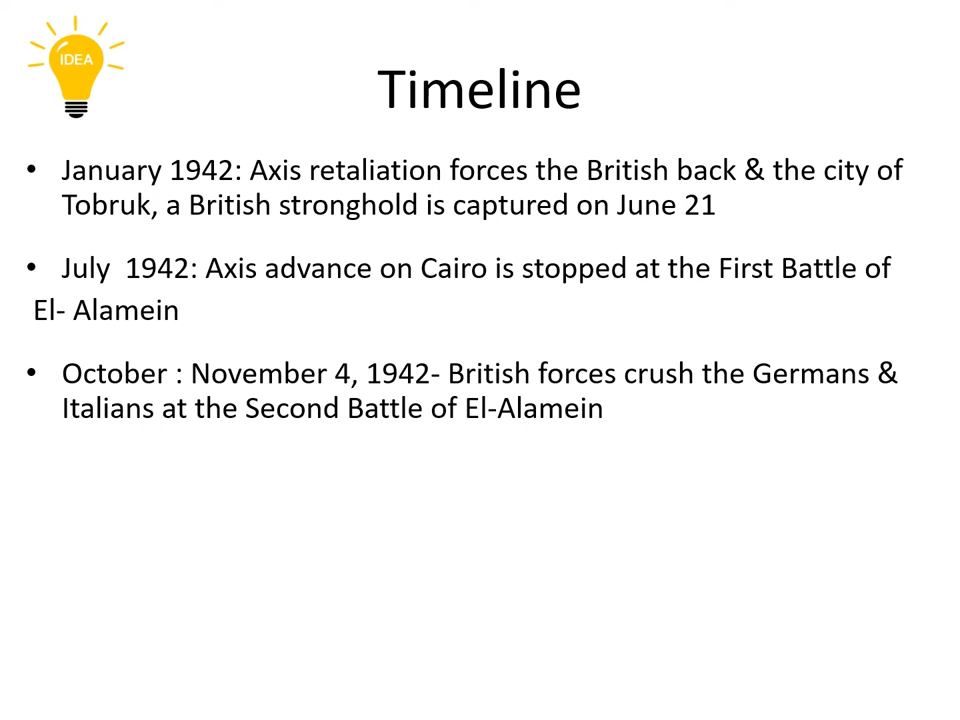 IDEA
Timeline
• January 1942: Axis retaliation forces the British back & the city of
Tobruk, a British stronghold is captured on June 21
• July  1942: Axis advance on Cairo is stopped at the First Battle of
El- Alamein
• October : November 4, 1942- British forces crush the Germans &
Italians at the Second Battle of El-Alamein